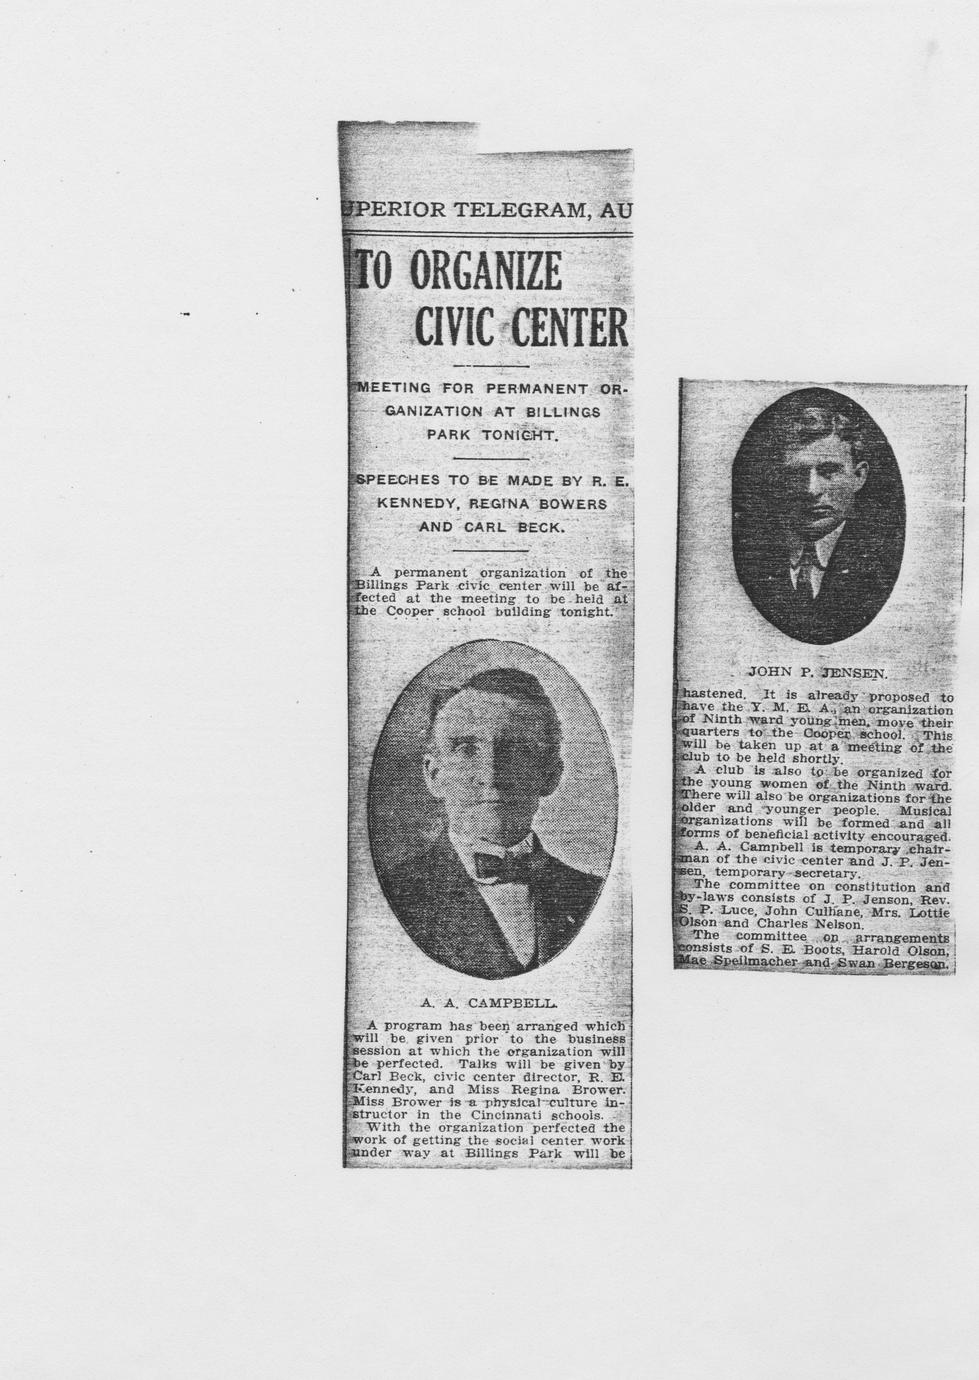 UPERIOR TELEGRAM, AU
TO ORGANIZE
CIVIC CENTER
MEETING FOR PERMANENT OR-
GANIZATION AT BILLINGS
PARK TONIGHT.
SPEECHES TO BE MADE BY R. E.
KENNEDY, REGINA BOWERS
AND CARL BECK.
A permanent organization of the
Billings Park civic center will be af-
fected at the meeting to be held at
the Cooper school building tonight.
A. A. CAMPBELL.
A program has been arranged which
will be given prior to the business
session at which the organization will
be perfected. Talks will be given by
Carl Beck, civic center director, R. E.
Kennedy, and Miss Regina Brower.
Miss Brower is a physical culture in-
structor in the Cincinnati schools.
With the organization perfected the
work of getting the social center work
under way at Billings Park will be
JOHN P. JENSEN.
hastened. It is already proposed to
have the Y. M. E. A., an organization
of Ninth ward young men, move their
quarters to the Cooper school. This
will be taken up at a meeting of the
club to be held shortly.
A club is also to be organized for
the young women of the Ninth ward.
There will also be organizations for the
older and younger people. Musical
organizations will be formed and all
forms of beneficial activity encouraged.
A. A. Campbell is temporary chair-
man of the civic center and J. P. Jen-
sen, temporary secretary.
The committee on constitution and
by-laws consists of J. P. Jenson, Rev.
S. P. Luce, John Culhane, Mrs. Lottie
Olson and Charles Nelson.
The committee on arrangements
consists of S. E. Boots, Harold Olson,
Mae Spellmacher and Swan Bergeson.